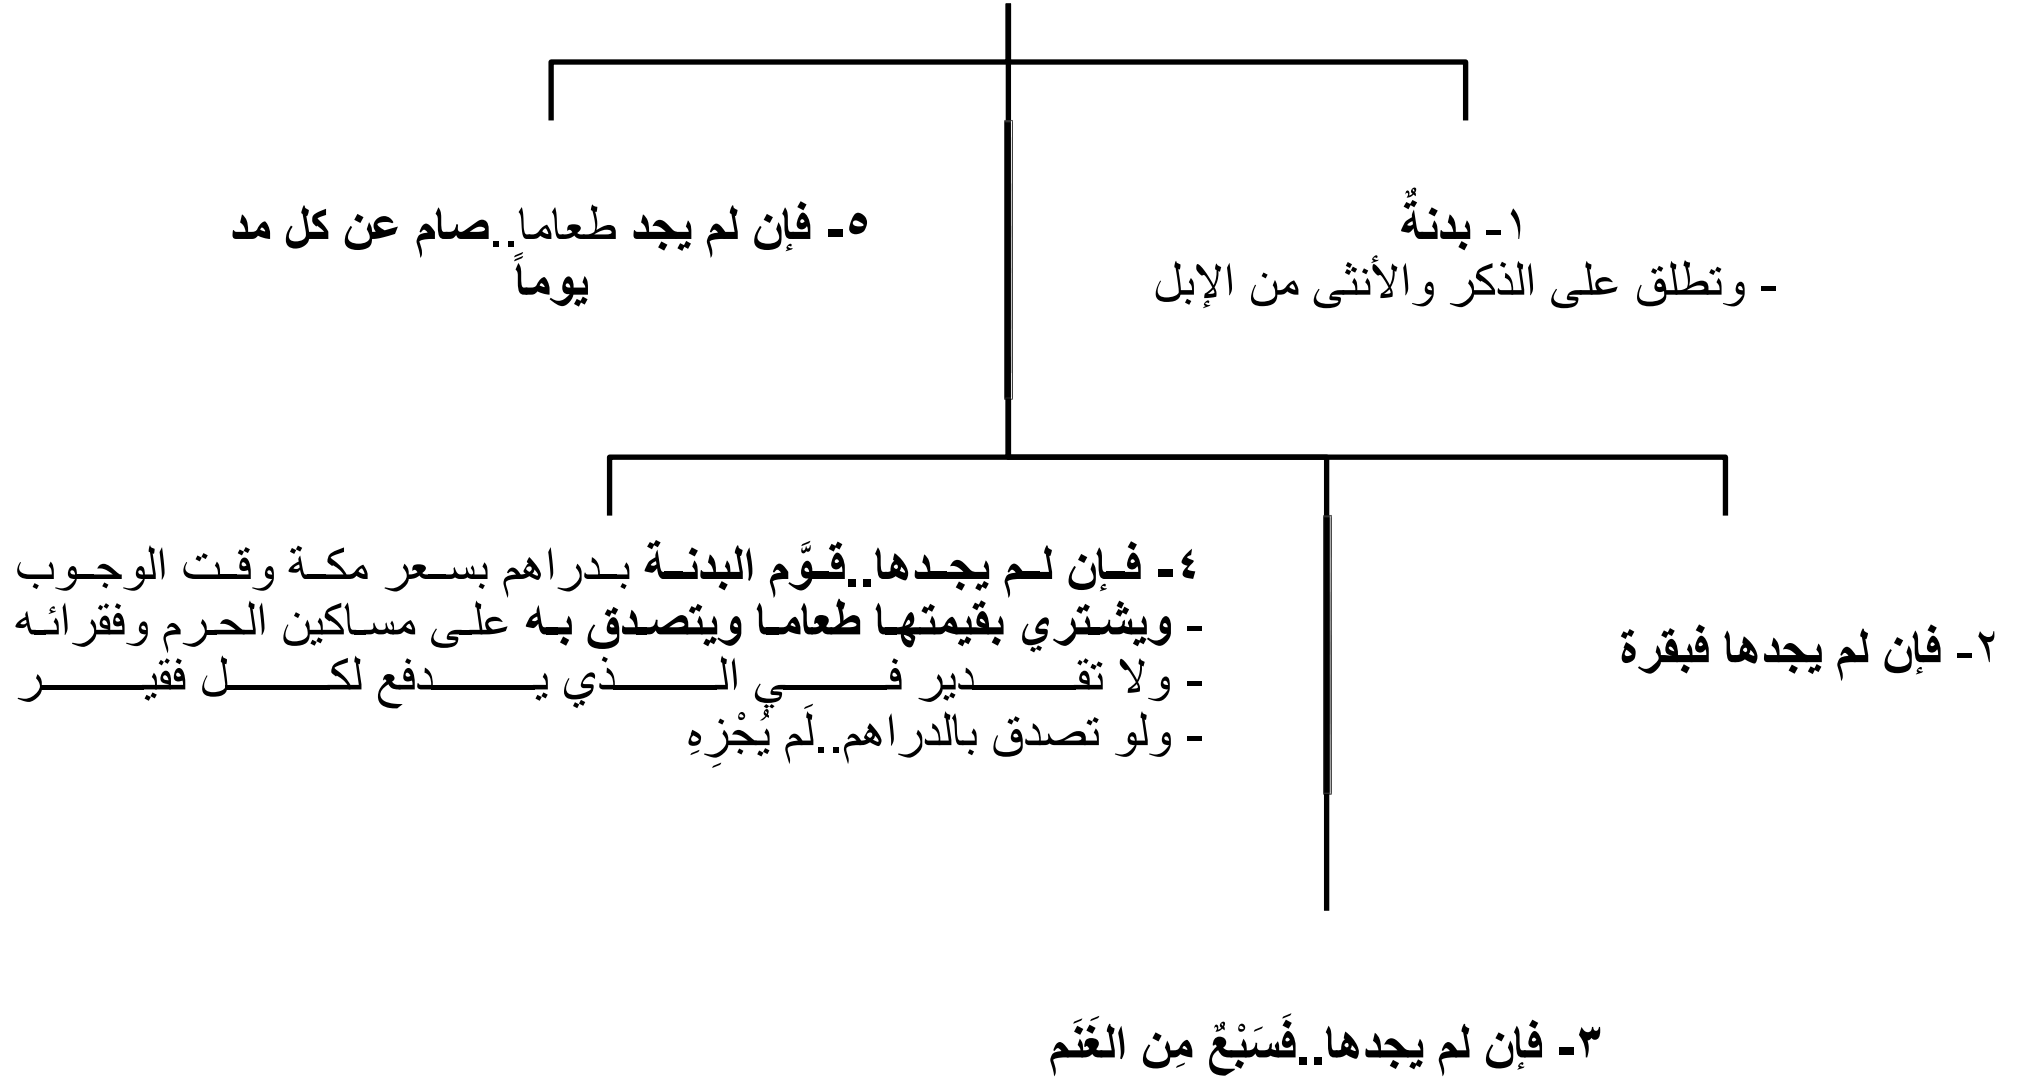 ١- بدنةٌ
- وتطلق على الذكر والأنثى من الإبل
٢- فإن لم يجدها فبقرة
٣- فإن لم يجدها..فَسَبْعٌ مِن الغَنَم
٤- فإن لم يجدها..قوَّم البدنة بدراهم بسعر مكة وقت الوجوب
- ويشتري بقيمتها طعاما ويتصدق به على مساكين الحرم وفقرائه
- ولا تقدير في الذي يدفع لكل فقير
- ولو تصدق بالدراهم..لَم يُجْزِهِ
٥- فإن لم يجد طعاما..صام عن كل مد
يوماً